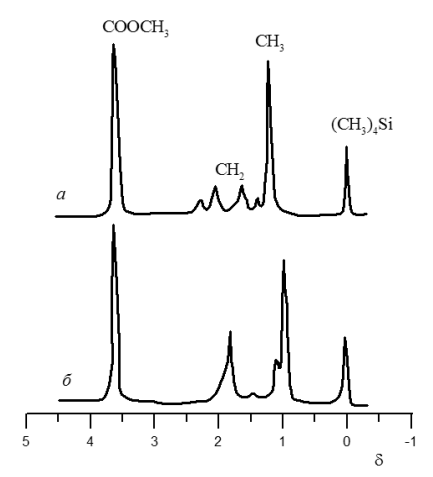 COOCH₃
CH₃
(CH₃)₄Si
CH₂
а
б
5 4 3 2 1 0 -1
δ